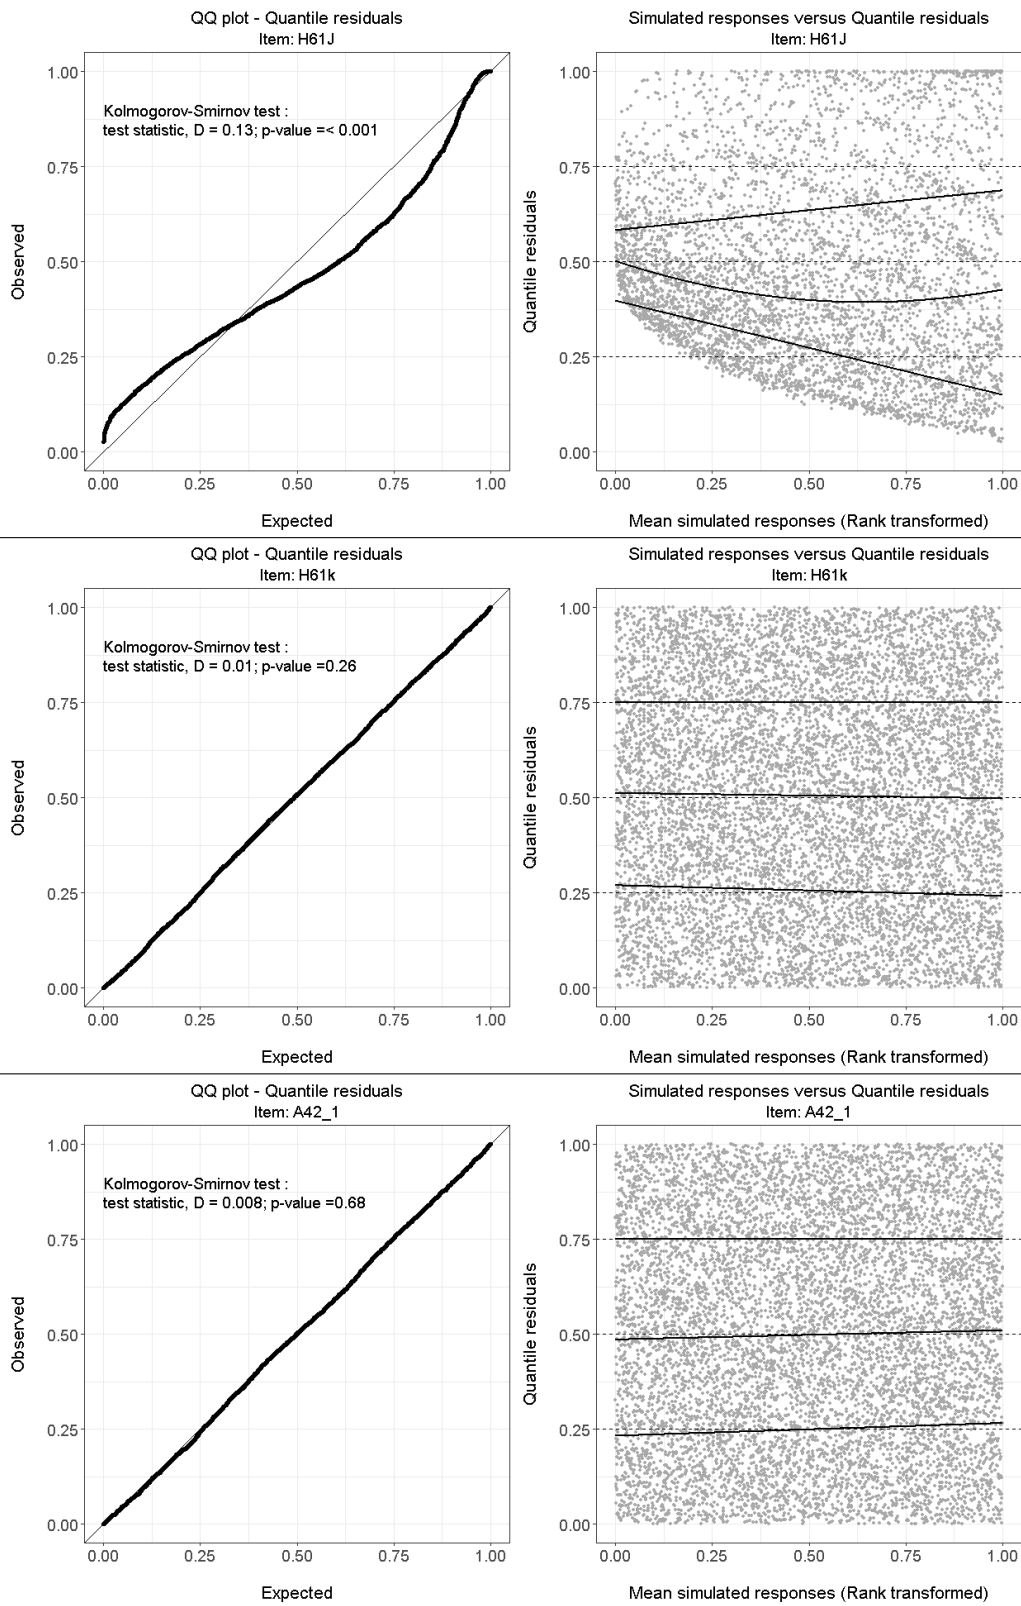 QQ plot - Quantile residuals
Item: H61J
Kolmogorov-Smirnov test :
test statistic, D = 0.13; p-value =< 0.001
1.00
0.75
0.50
0.25
0.00
Observed
0.00 0.25 0.50 0.75 1.00
Expected
Simulated responses versus Quantile residuals
Item: H61J
1.00
0.75
0.50
0.25
0.00
Quantile residuals
0.00 0.25 0.50 0.75 1.00
Mean simulated responses (Rank transformed)
QQ plot - Quantile residuals
Item: H61k
Kolmogorov-Smirnov test :
test statistic, D = 0.01; p-value =0.26
1.00
0.75
0.50
0.25
0.00
Observed
0.00 0.25 0.50 0.75 1.00
Expected
Simulated responses versus Quantile residuals
Item: H61k
1.00
0.75
0.50
0.25
0.00
Quantile residuals
0.00 0.25 0.50 0.75 1.00
Mean simulated responses (Rank transformed)
QQ plot - Quantile residuals
Item: A42_1
Kolmogorov-Smirnov test :
test statistic, D = 0.008; p-value =0.68
1.00
0.75
0.50
0.25
0.00
Observed
0.00 0.25 0.50 0.75 1.00
Expected
Simulated responses versus Quantile residuals
Item: A42_1
1.00
0.75
0.50
0.25
0.00
Quantile residuals
0.00 0.25 0.50 0.75 1.00
Mean simulated responses (Rank transformed)